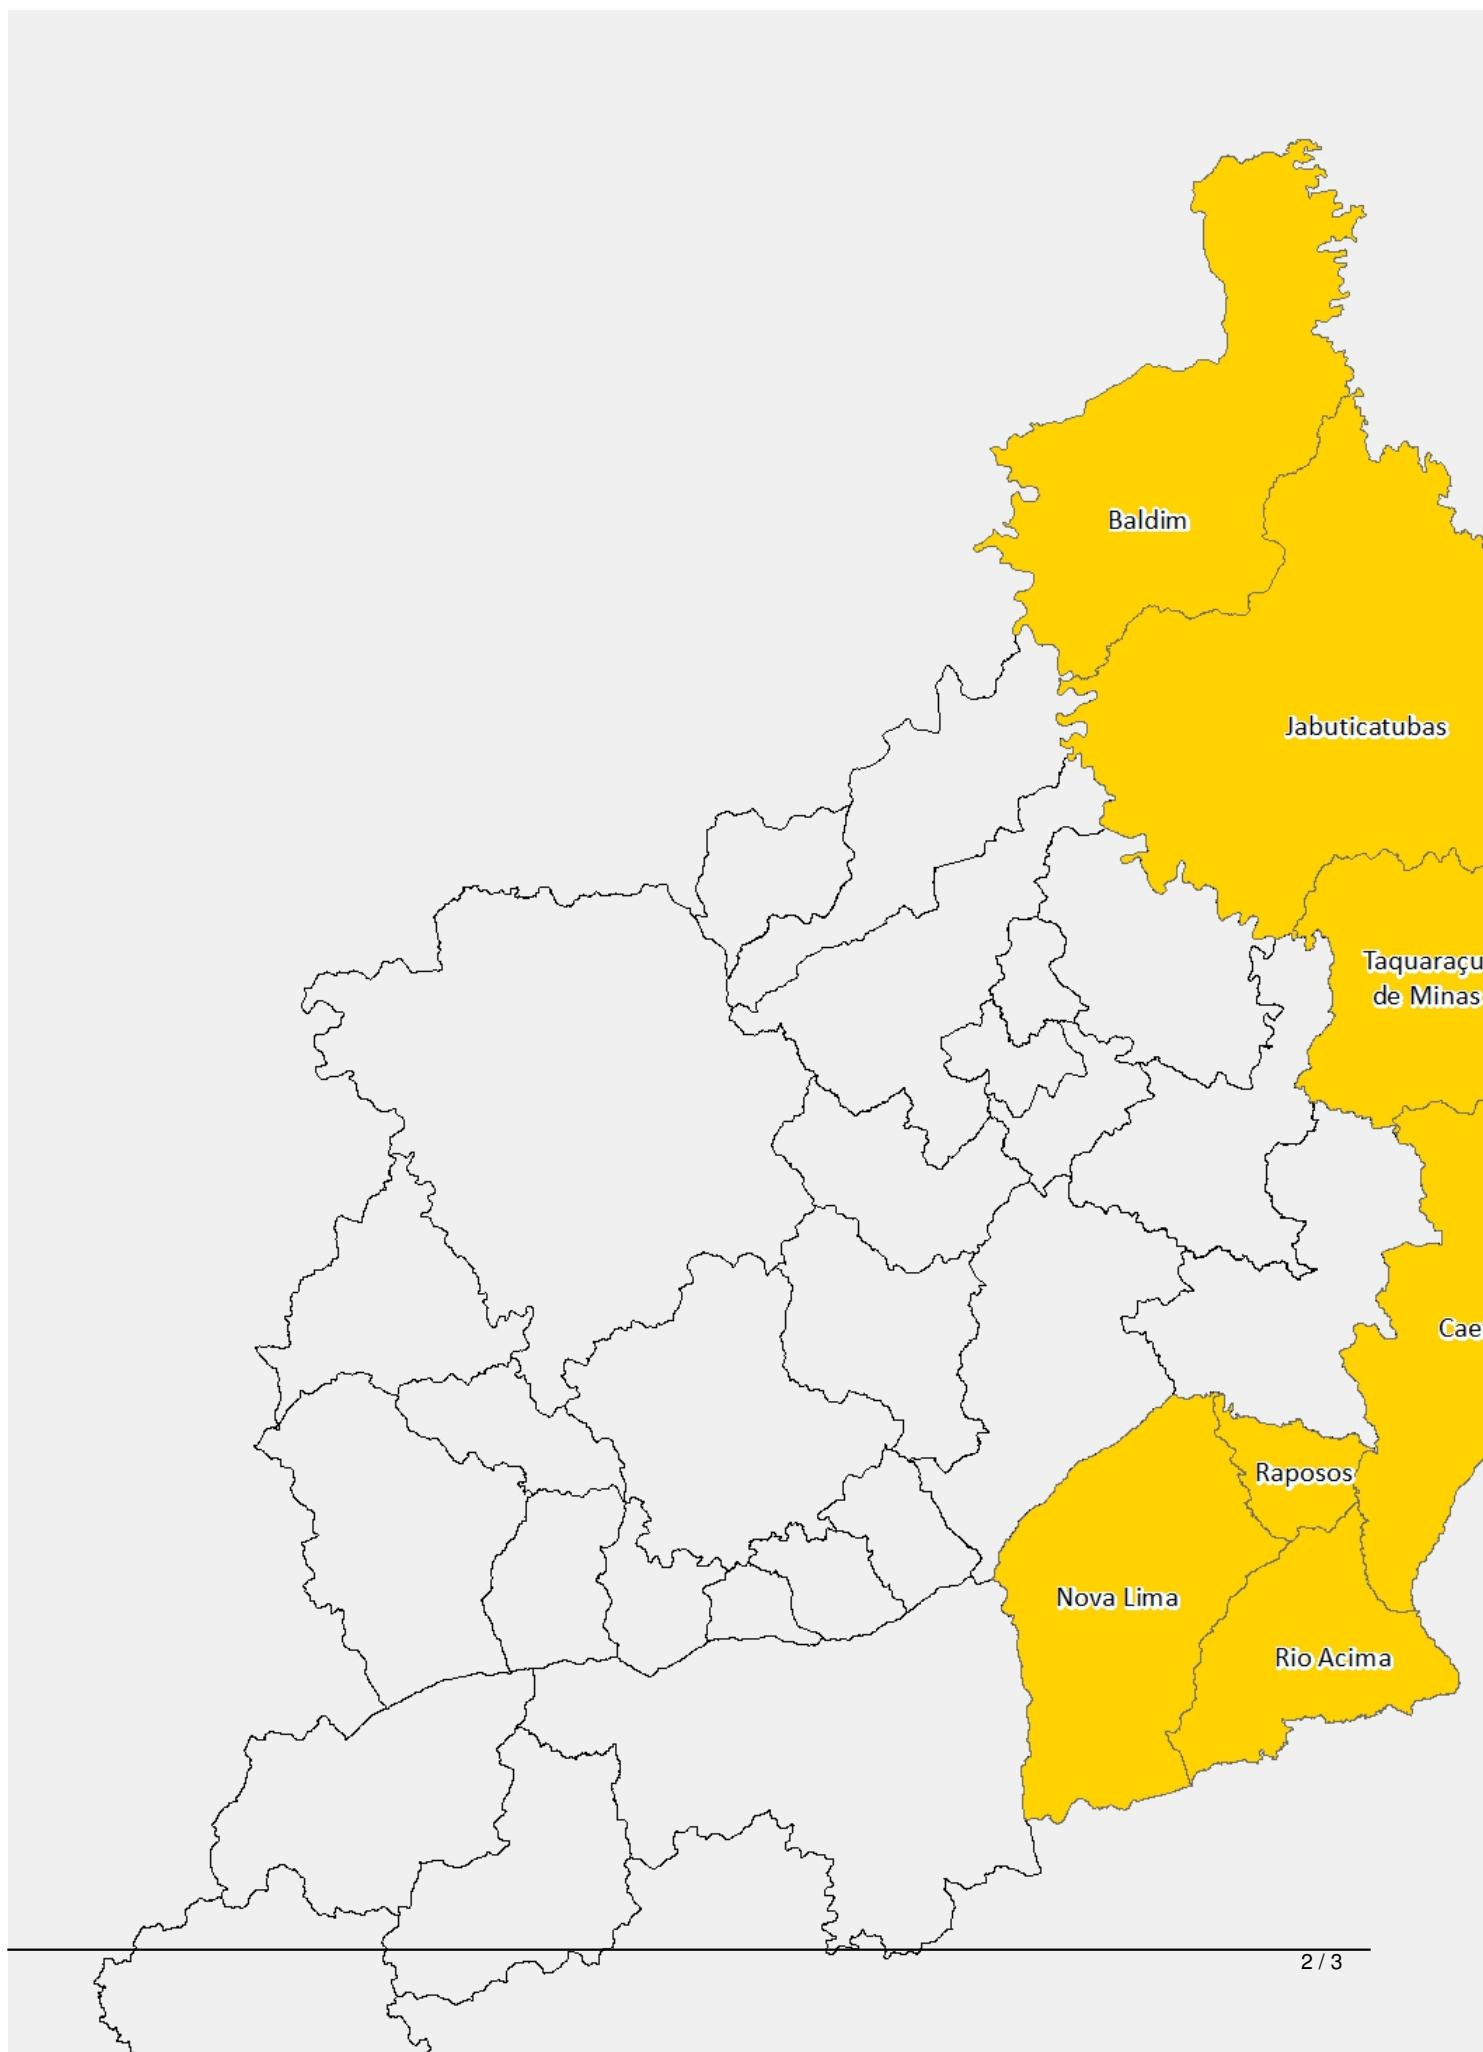 Baldim
Jabuticatubas
Taquaraçu
de Minas
Cae
Raposos
Nova Lima
Rio Acima
2 / 3